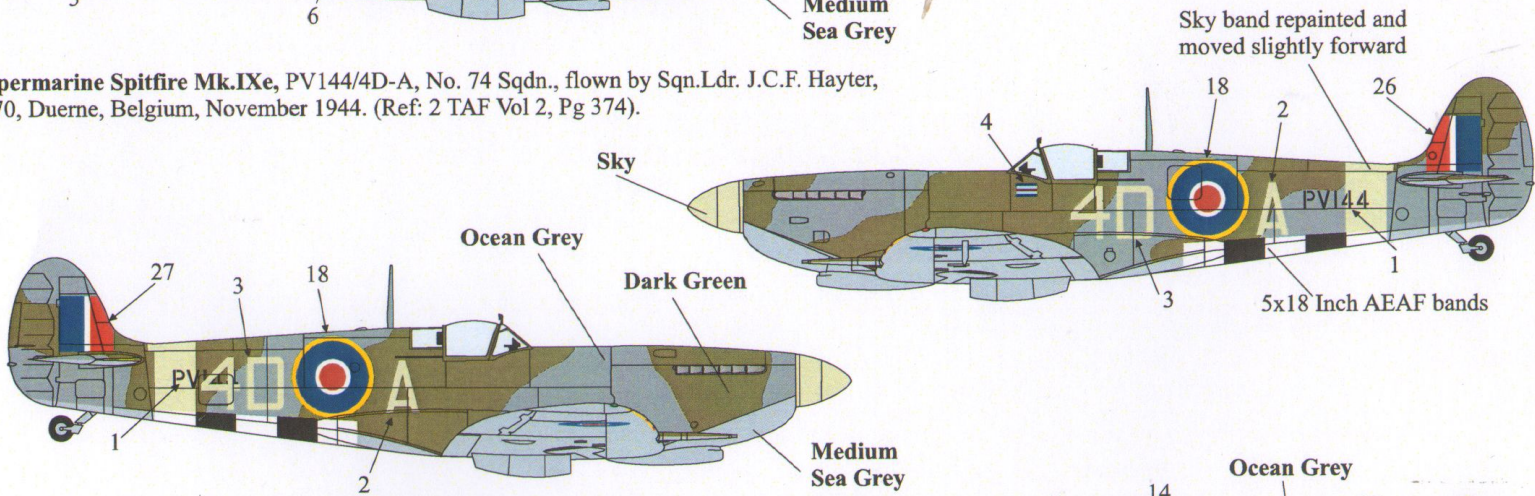 5
6
Medium
Sea Grey
permarine Spitfire Mk.IXe, PV144/4D-A, No. 74 Sqdn., flown by Sqn.Ldr. J.C.F. Hayter,
70, Duerne, Belgium, November 1944. (Ref: 2 TAF Vol 2, Pg 374).
Sky band repainted and
moved slightly forward
18
2
26
4
Sky
4D
A
PV144
1
3
5x18 Inch AEAF bands
Ocean Grey
Dark Green
27
3
18
4D
A
1
2
Medium
Sea Grey
14
Ocean Grey